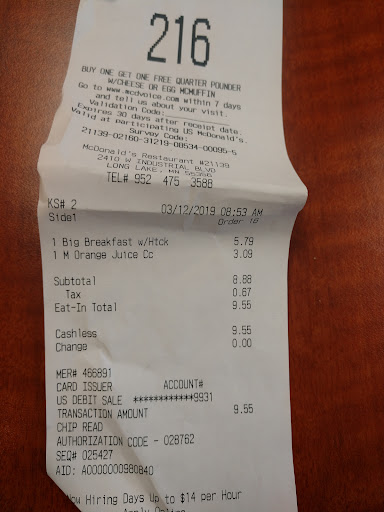 216
BUY ONE GET ONE FREE QUARTER POUNDER
W/CHEESE OR EGG MCMUFFIN
Go to www.mcdvoice.com within 7 days
and tell us about your visit.
Validation Code:
Expires 30 days after receipt date.
Valid at participating US McDonald's.
Survey Code:
21139-02160-31219-08534-00095-5
McDonald's Restaurant #21139
2410 W INDUSTRIAL BLVD
LONG LAKE, MN
TEL# 952 475 3588
KS# 2 03/12/2019 08:53 AM
Side1 Order 16
1 Big Breakfast w/Htck 5.79
1 M Orange Juice Cc 3.09
Subtotal 8.88
Tax 0.67
Eat-In Total 9.55
Cashless 9.55
Change 0.00
MER# 466891
CARD ISSUER ACCOUNT#
US DEBIT SALE ************9931
TRANSACTION AMOUNT 9.55
CHIP READ
AUTHORIZATION CODE - 028762
SEQ# 025427
AID: A0000000980840
Now Hiring Days Up to $14 per Hour
Apply Online